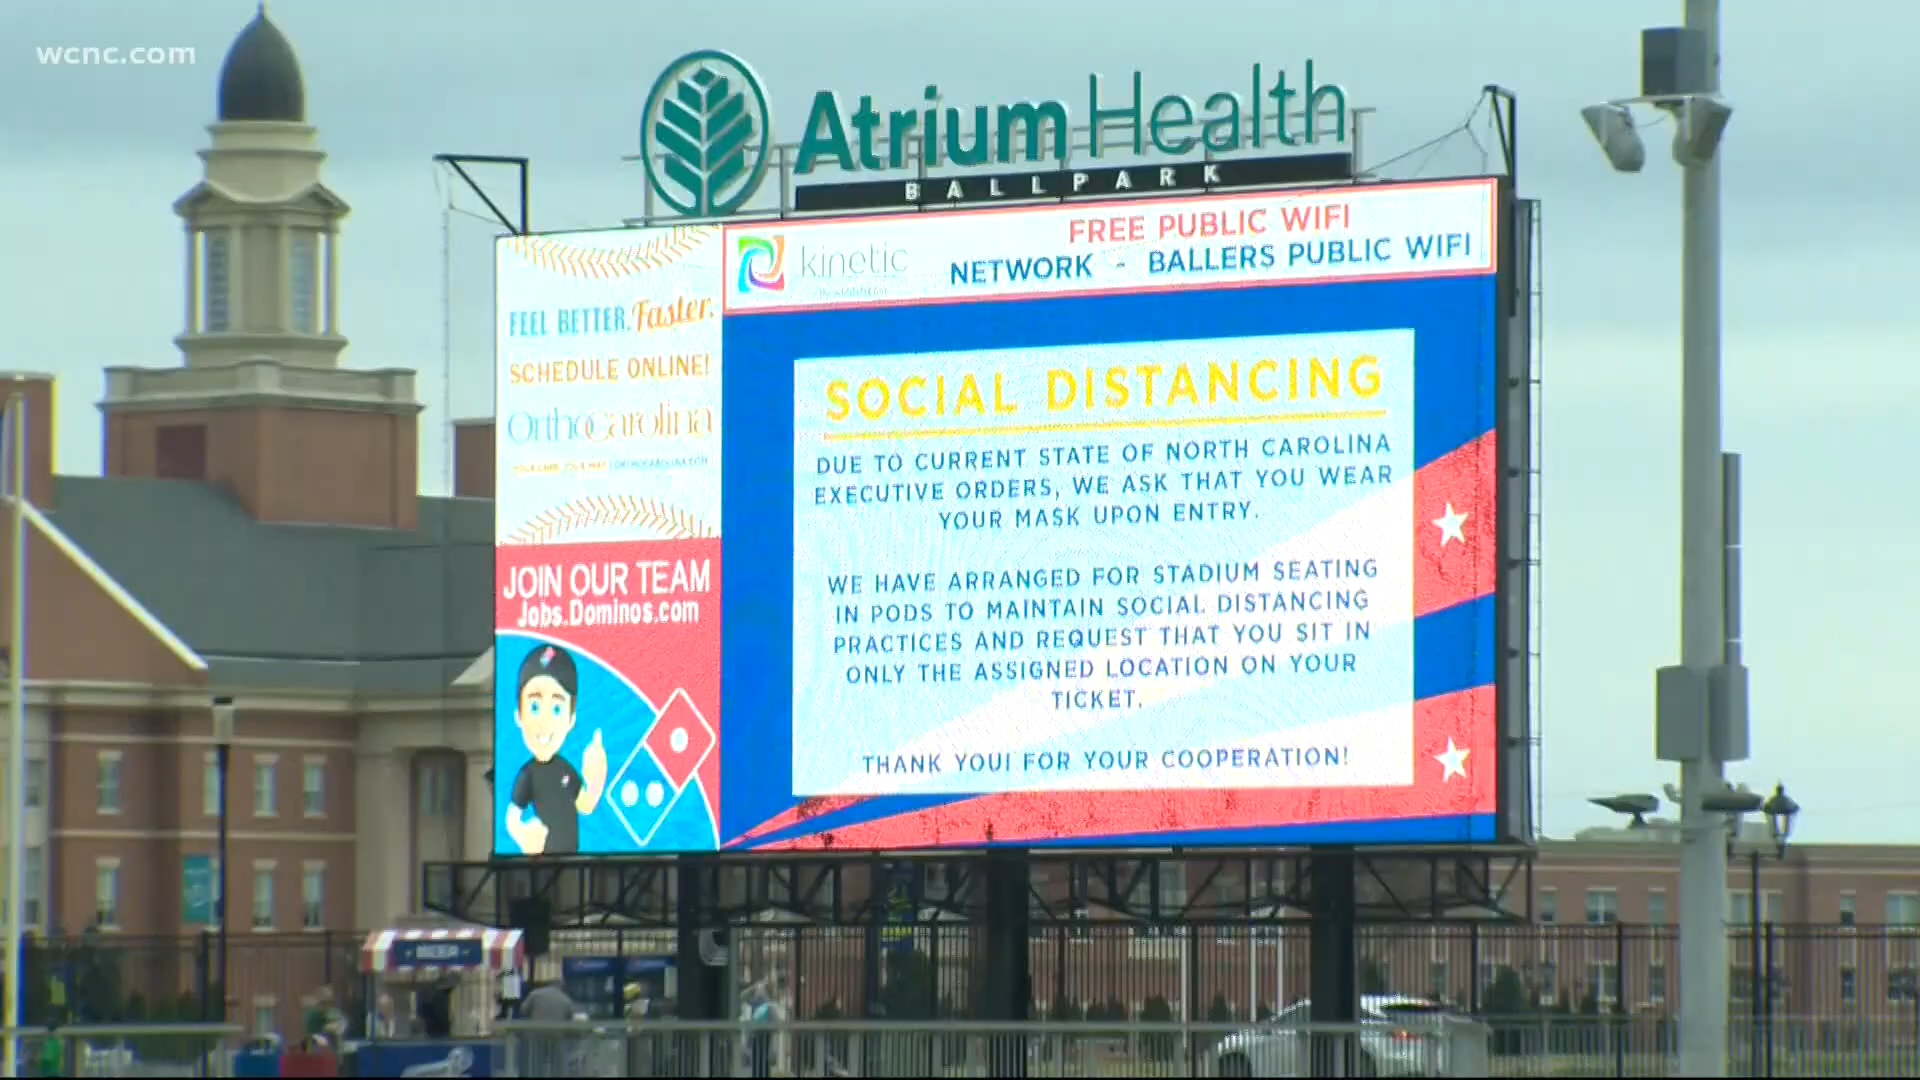 wcnc.com
Atrium Health
BALLPARK
FREE PUBLIC WIFI
NETWORK - BALLERS PUBLIC WIFI
kinetic
FEEL BETTER. Faster.
SCHEDULE ONLINE!
OrthoCarolina
JOIN OUR TEAM
Jobs.Dominos.com
SOCIAL DISTANCING
DUE TO CURRENT STATE OF NORTH CAROLINA
EXECUTIVE ORDERS, WE ASK THAT YOU WEAR
YOUR MASK UPON ENTRY.
WE HAVE ARRANGED FOR STADIUM SEATING
IN PODS TO MAINTAIN SOCIAL DISTANCING
PRACTICES AND REQUEST THAT YOU SIT IN
ONLY THE ASSIGNED LOCATION ON YOUR
TICKET.
THANK YOU! FOR YOUR COOPERATION!